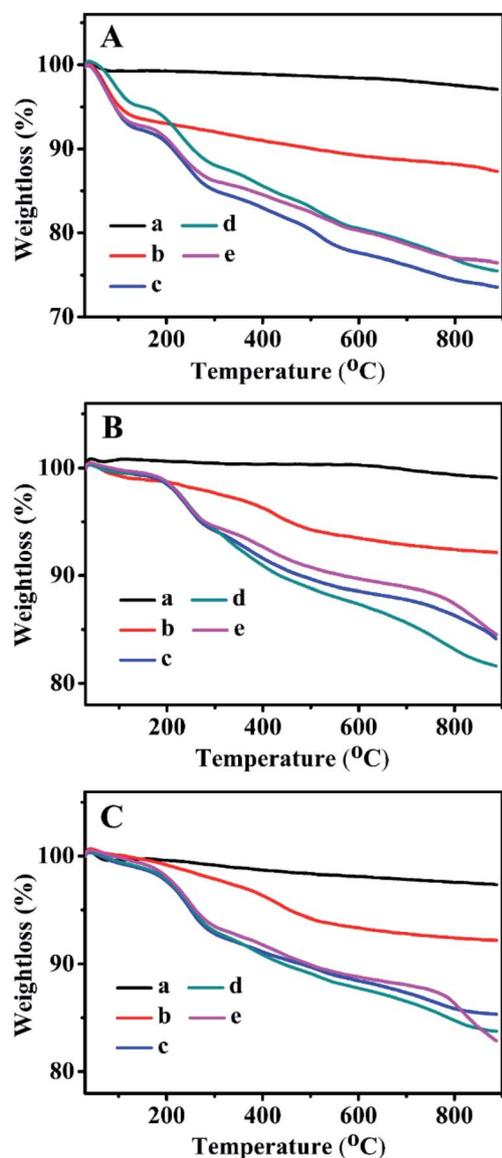 A
100
90
80
70
Weightloss (%)
a d
b e
c
200 400 600 800
Temperature (⁰C)
B
100
90
80
Weightloss (%)
a d
b e
c
200 400 600 800
Temperature (⁰C)
C
100
90
80
Weightloss (%)
a d
b e
c
200 400 600 800
Temperature (⁰C)